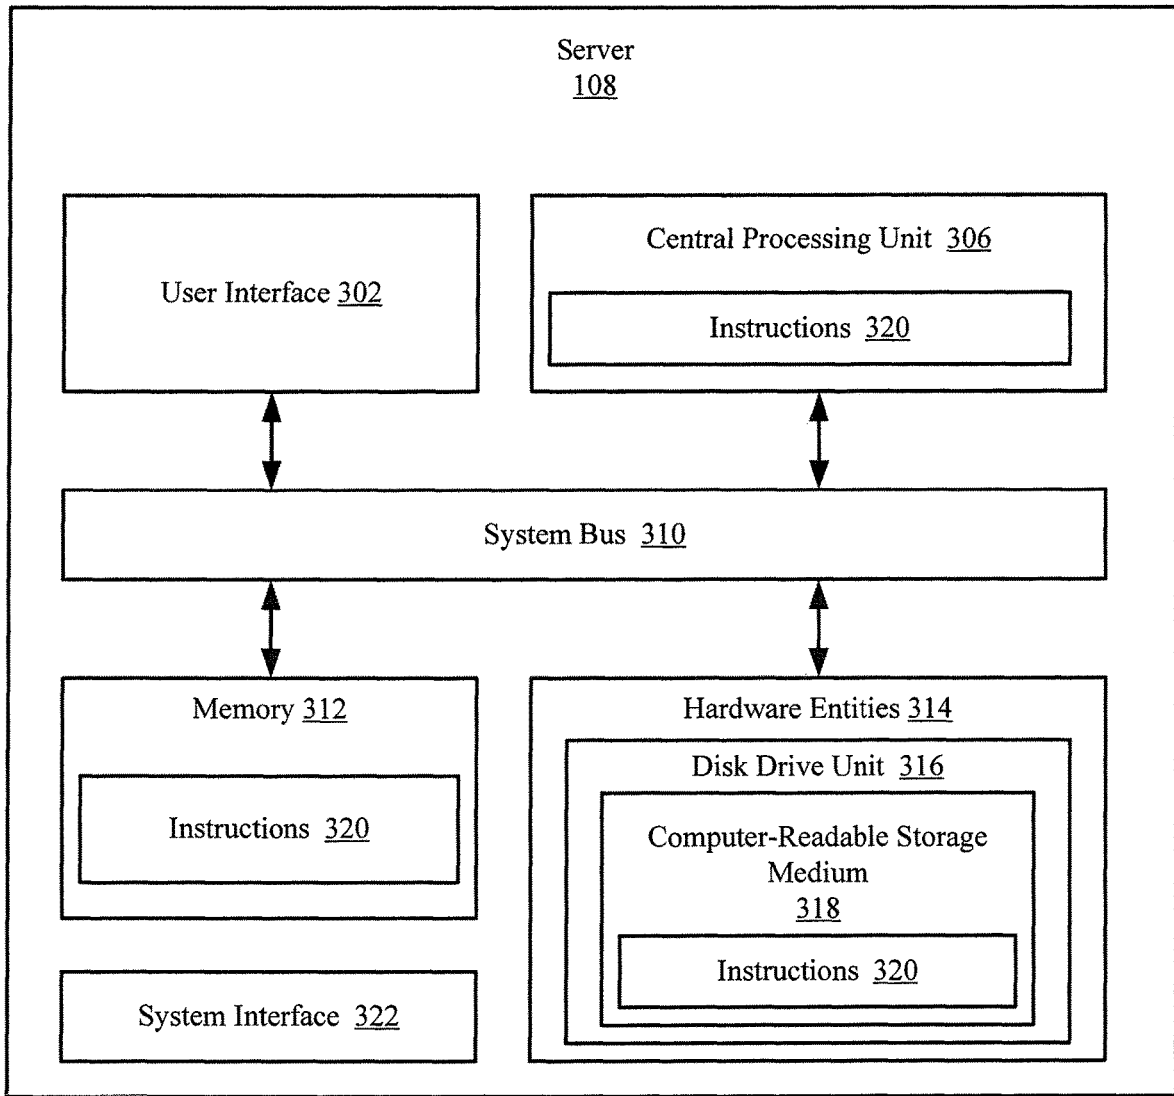 Server
108
User Interface 302
Central Processing Unit 306
Instructions 320
System Bus 310
Memory 312
Instructions 320
Hardware Entities 314
Disk Drive Unit 316
Computer-Readable Storage
Medium
318
Instructions 320
System Interface 322